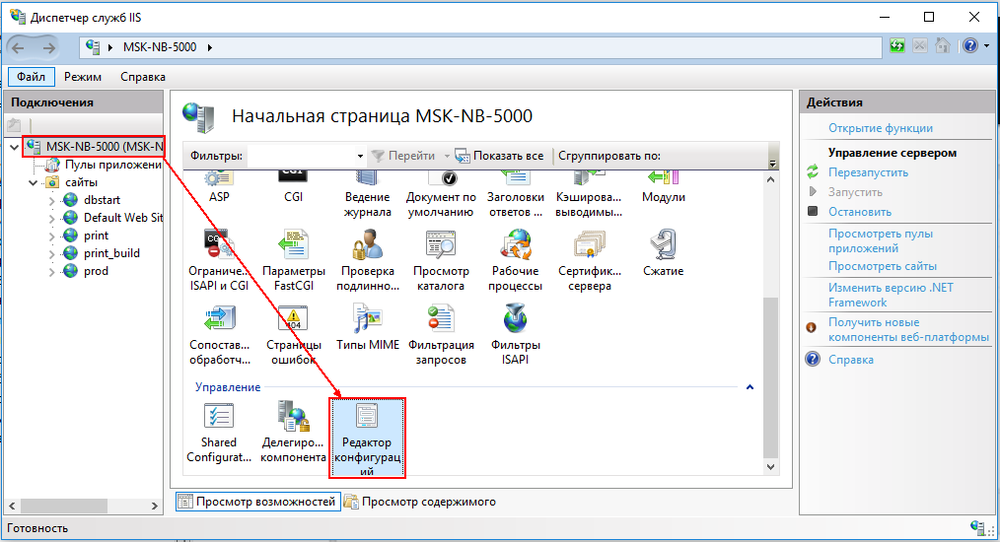 Диспетчер служб IIS
MSK-NB-5000
Файл Режим Справка
Подключения
MSK-NB-5000 (MSK-N
Пулы приложени
сайты
dbstart
Default Web Sit
print
print_build
prod
Начальная страница MSK-NB-5000
Фильтры: Перейти Показать все Сгруппировать по:
ASP
CGI
Ведение
журнала
Документ по
умолчанию
Заголовки
ответов ...
Кэширова...
выводимы...
Модули
Ограниче...
ISAPI и CGI
Параметры
FastCGI
Проверка
подлинно...
Просмотр
каталога
Рабочие
процессы
Сертифик...
сервера
Сжатие
Сопостав...
обработч...
404
Страницы
ошибок
Типы MIME
Фильтрация
запросов
Фильтры
ISAPI
Управление
Shared
Configurat...
Делегиро...
компонента
Редактор
конфигурац
ий
Просмотр возможностей Просмотр содержимого
Действия
Открытие функции
Управление сервером
Перезапустить
Запустить
Остановить
Просмотреть пулы
приложений
Просмотреть сайты
Изменить версию .NET
Framework
Получить новые
компоненты веб-платформы
Справка
Готовность